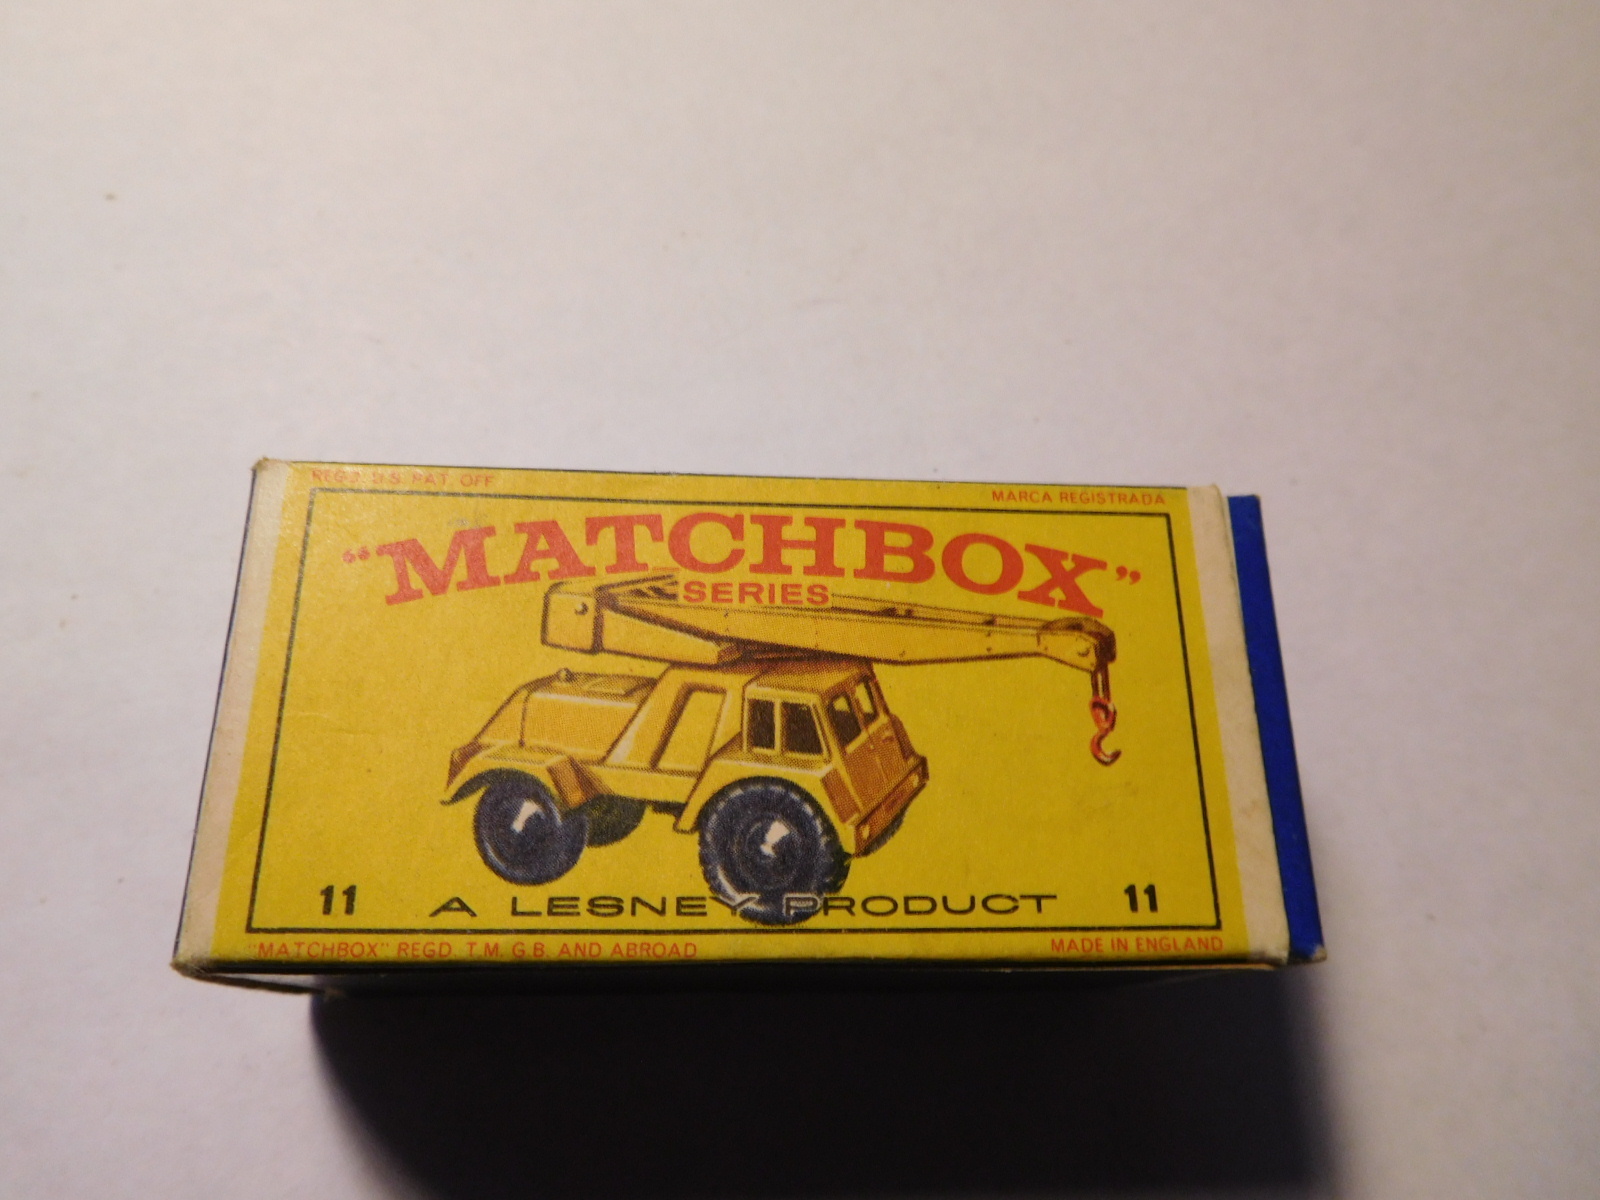 REGD. U.S. PAT. OFF
MARCA REGISTRADA
“MATCHBOX”
SERIES
11 A LESNEY PRODUCT 11
"MATCHBOX" REGD. T.M. G.B. AND ABROAD
MADE IN ENGLAND